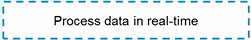 Process data in real-time